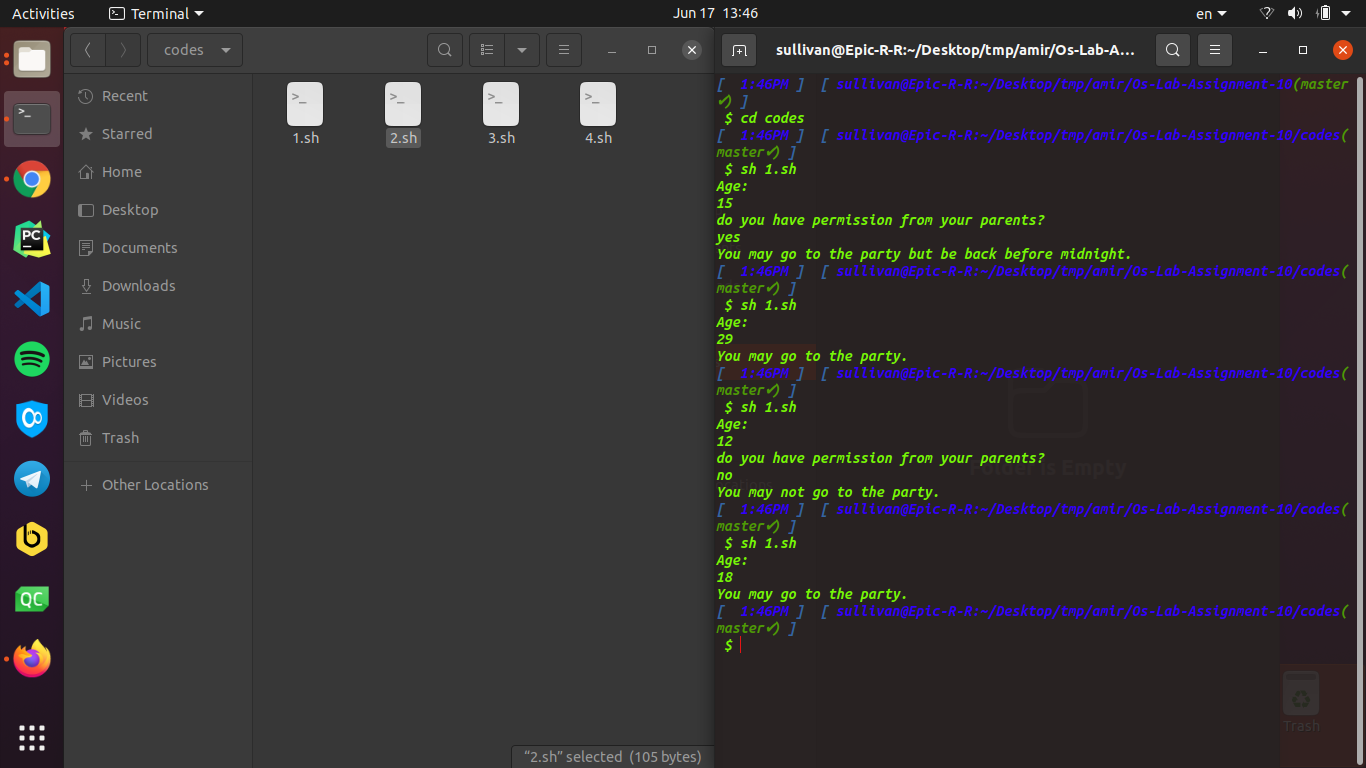 Activities
Terminal
Jun 17 13:46
en
codes
Recent
Starred
Home
Desktop
Documents
Downloads
Music
Pictures
Videos
Trash
+ Other Locations
>_
1.sh
>_
2.sh
>_
3.sh
>_
4.sh
“2.sh” selected (105 bytes)
PC
QC
sullivan@Epic-R-R:~/Desktop/tmp/amir/Os-Lab-A...
[ 1:46PM ] [ sullivan@Epic-R-R:~/Desktop/tmp/amir/Os-Lab-Assignment-10(master
✔) ]
$ cd codes
[ 1:46PM ] [ sullivan@Epic-R-R:~/Desktop/tmp/amir/Os-Lab-Assignment-10/codes(
master✔) ]
$ sh 1.sh
Age:
15
do you have permission from your parents?
yes
You may go to the party but be back before midnight.
[ 1:46PM ] [ sullivan@Epic-R-R:~/Desktop/tmp/amir/Os-Lab-Assignment-10/codes(
master✔) ]
$ sh 1.sh
Age:
29
You may go to the party.
[ 1:46PM ] [ sullivan@Epic-R-R:~/Desktop/tmp/amir/Os-Lab-Assignment-10/codes(
master✔) ]
$ sh 1.sh
Age:
12
do you have permission from your parents?
no
You may not go to the party.
[ 1:46PM ] [ sullivan@Epic-R-R:~/Desktop/tmp/amir/Os-Lab-Assignment-10/codes(
master✔) ]
$ sh 1.sh
Age:
18
You may go to the party.
[ 1:46PM ] [ sullivan@Epic-R-R:~/Desktop/tmp/amir/Os-Lab-Assignment-10/codes(
master✔) ]
$
Folder is Empty
Trash